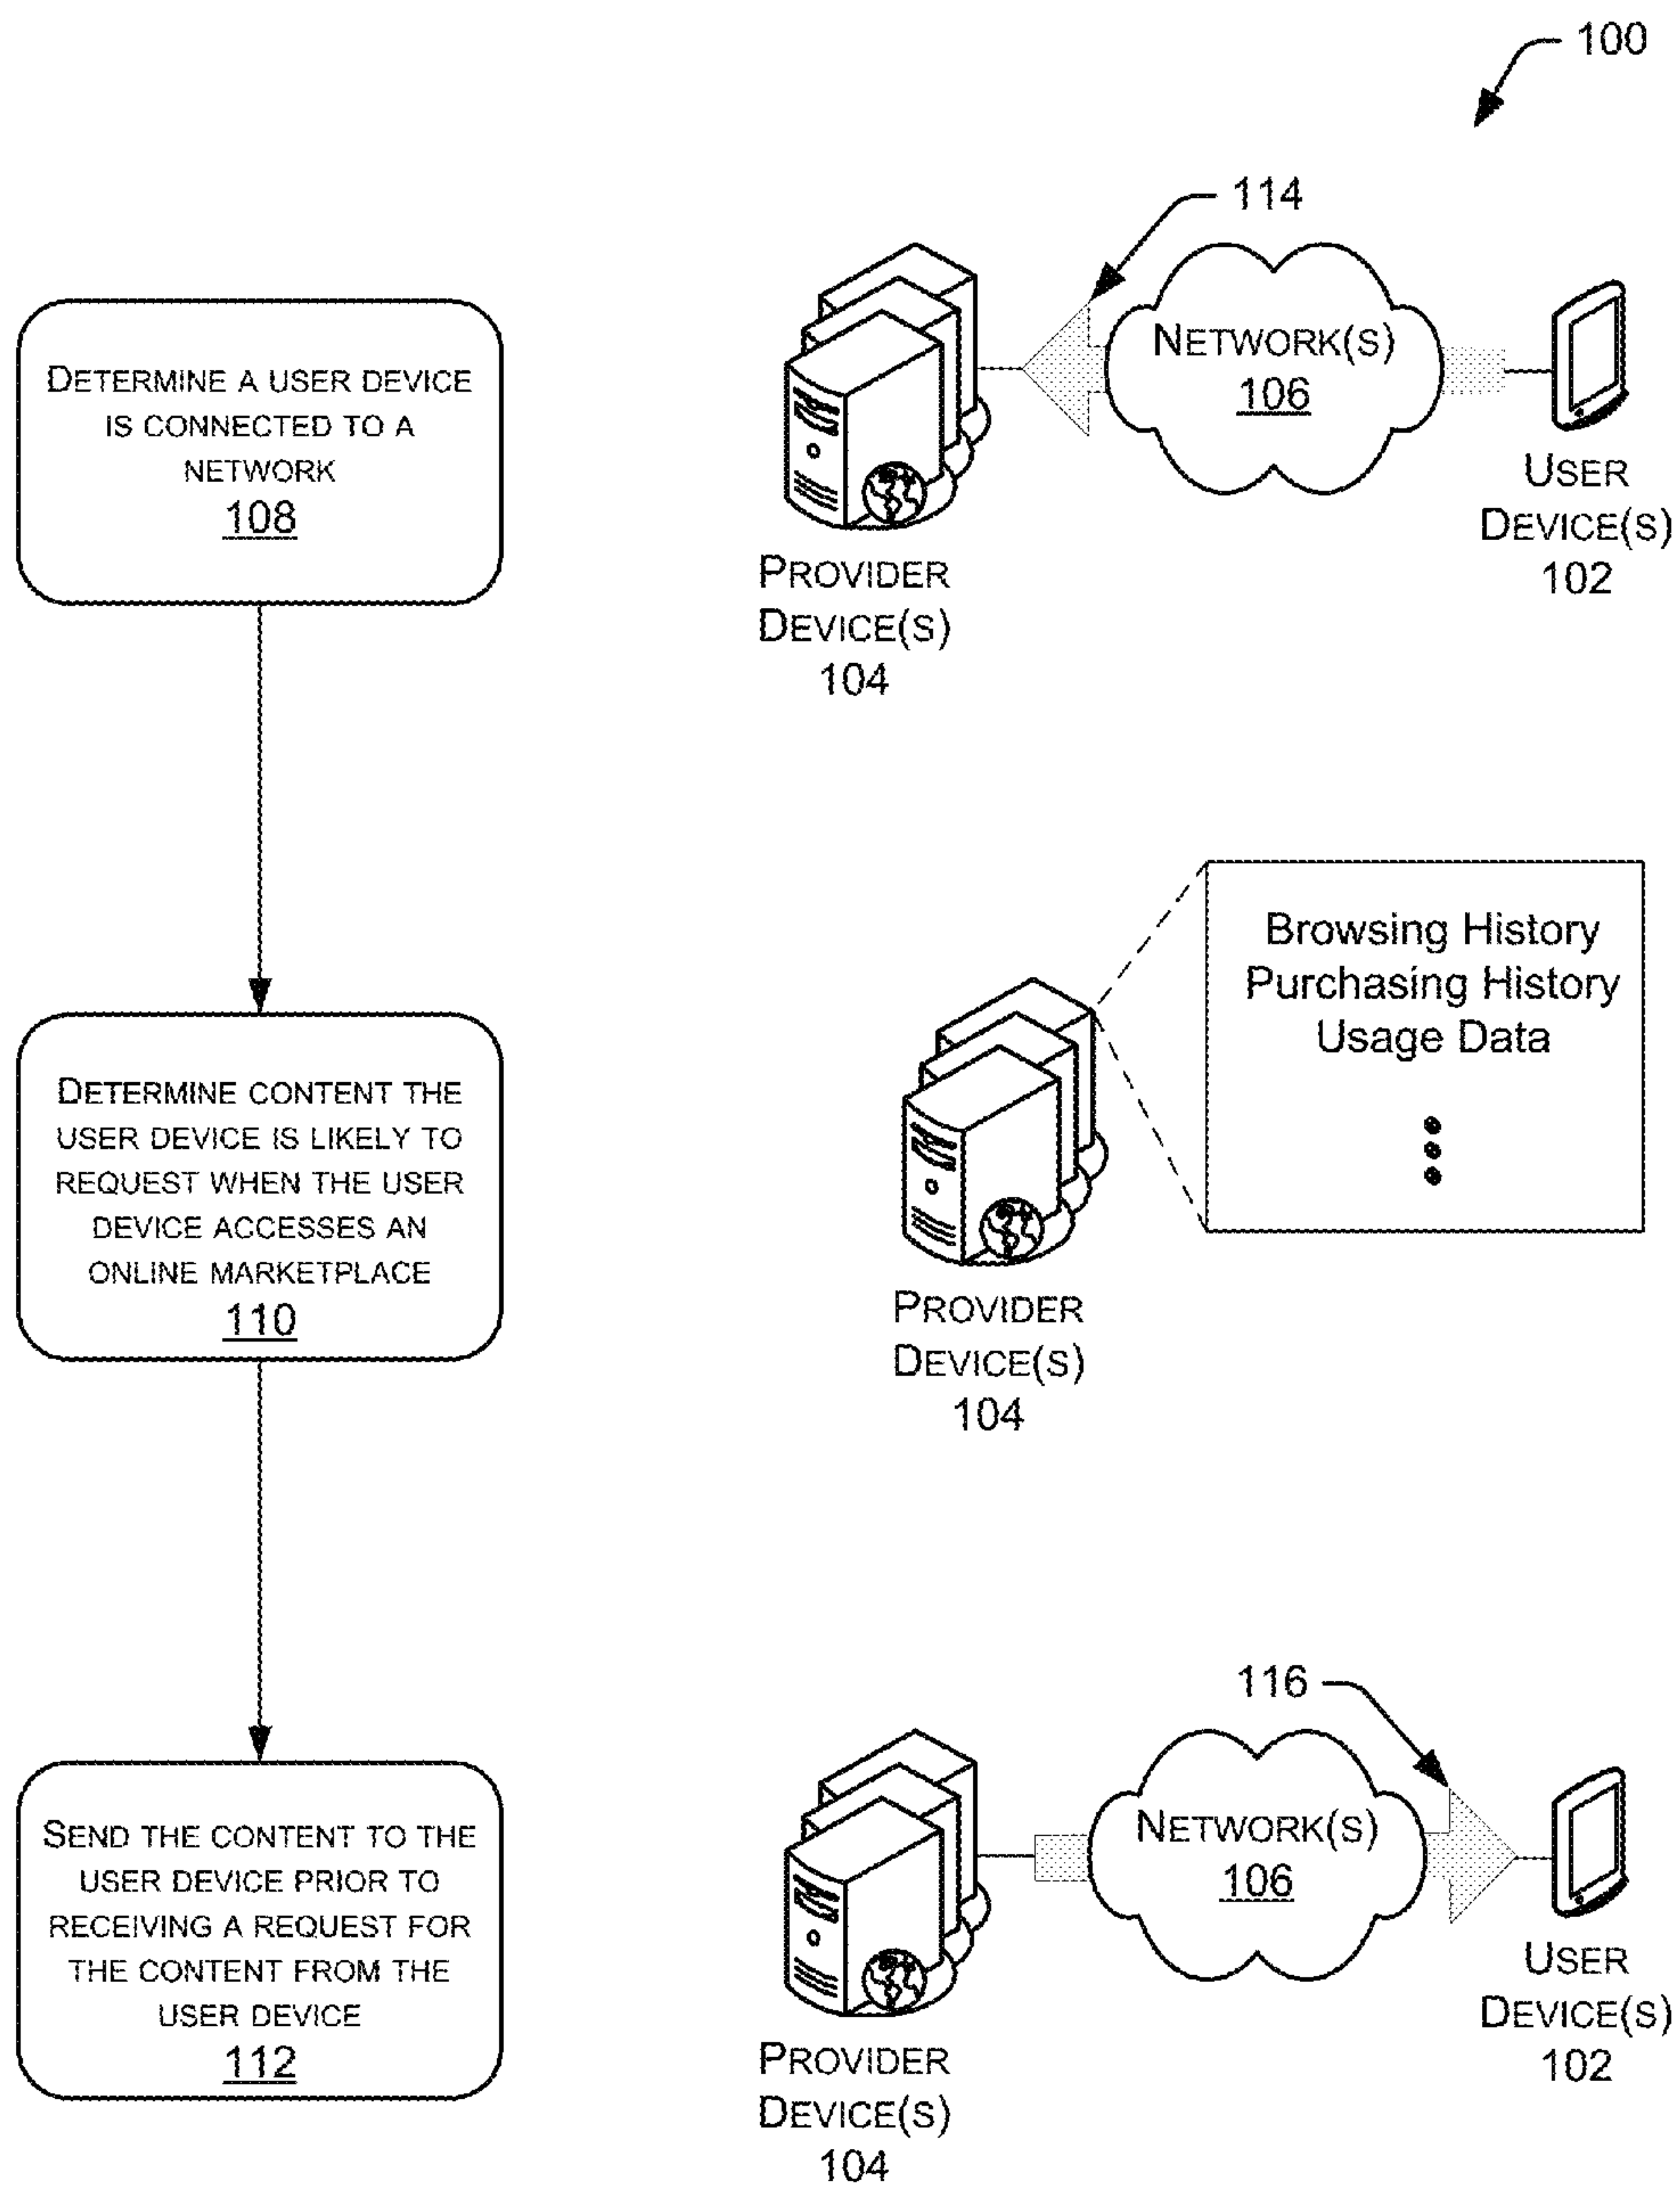 100
114
DETERMINE A USER DEVICE
IS CONNECTED TO A
NETWORK
108
NETWORK(S)
106
PROVIDER
DEVICE(S)
104
USER
DEVICE(S)
102
DETERMINE CONTENT THE
USER DEVICE IS LIKELY TO
REQUEST WHEN THE USER
DEVICE ACCESSES AN
ONLINE MARKETPLACE
110
Browsing History
Purchasing History
Usage Data
PROVIDER
DEVICE(S)
104
116
SEND THE CONTENT TO THE
USER DEVICE PRIOR TO
RECEIVING A REQUEST FOR
THE CONTENT FROM THE
USER DEVICE
112
NETWORK(S)
106
PROVIDER
DEVICE(S)
104
USER
DEVICE(S)
102